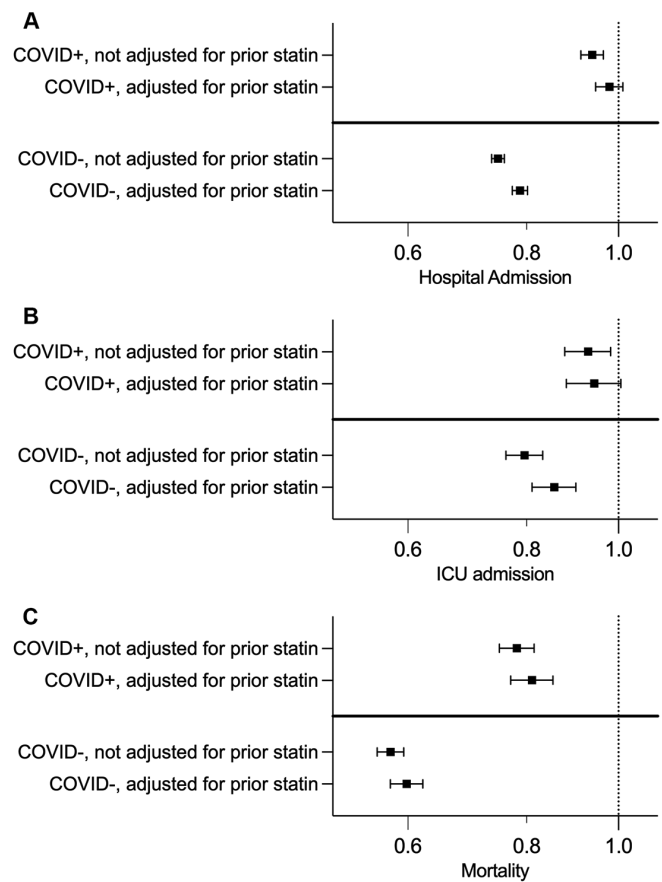 A
COVID+, not adjusted for prior statin
COVID+, adjusted for prior statin
COVID-, not adjusted for prior statin
COVID-, adjusted for prior statin
0.6 0.8 1.0
Hospital Admission
B
COVID+, not adjusted for prior statin
COVID+, adjusted for prior statin
COVID-, not adjusted for prior statin
COVID-, adjusted for prior statin
0.6 0.8 1.0
ICU admission
C
COVID+, not adjusted for prior statin
COVID+, adjusted for prior statin
COVID-, not adjusted for prior statin
COVID-, adjusted for prior statin
0.6 0.8 1.0
Mortality